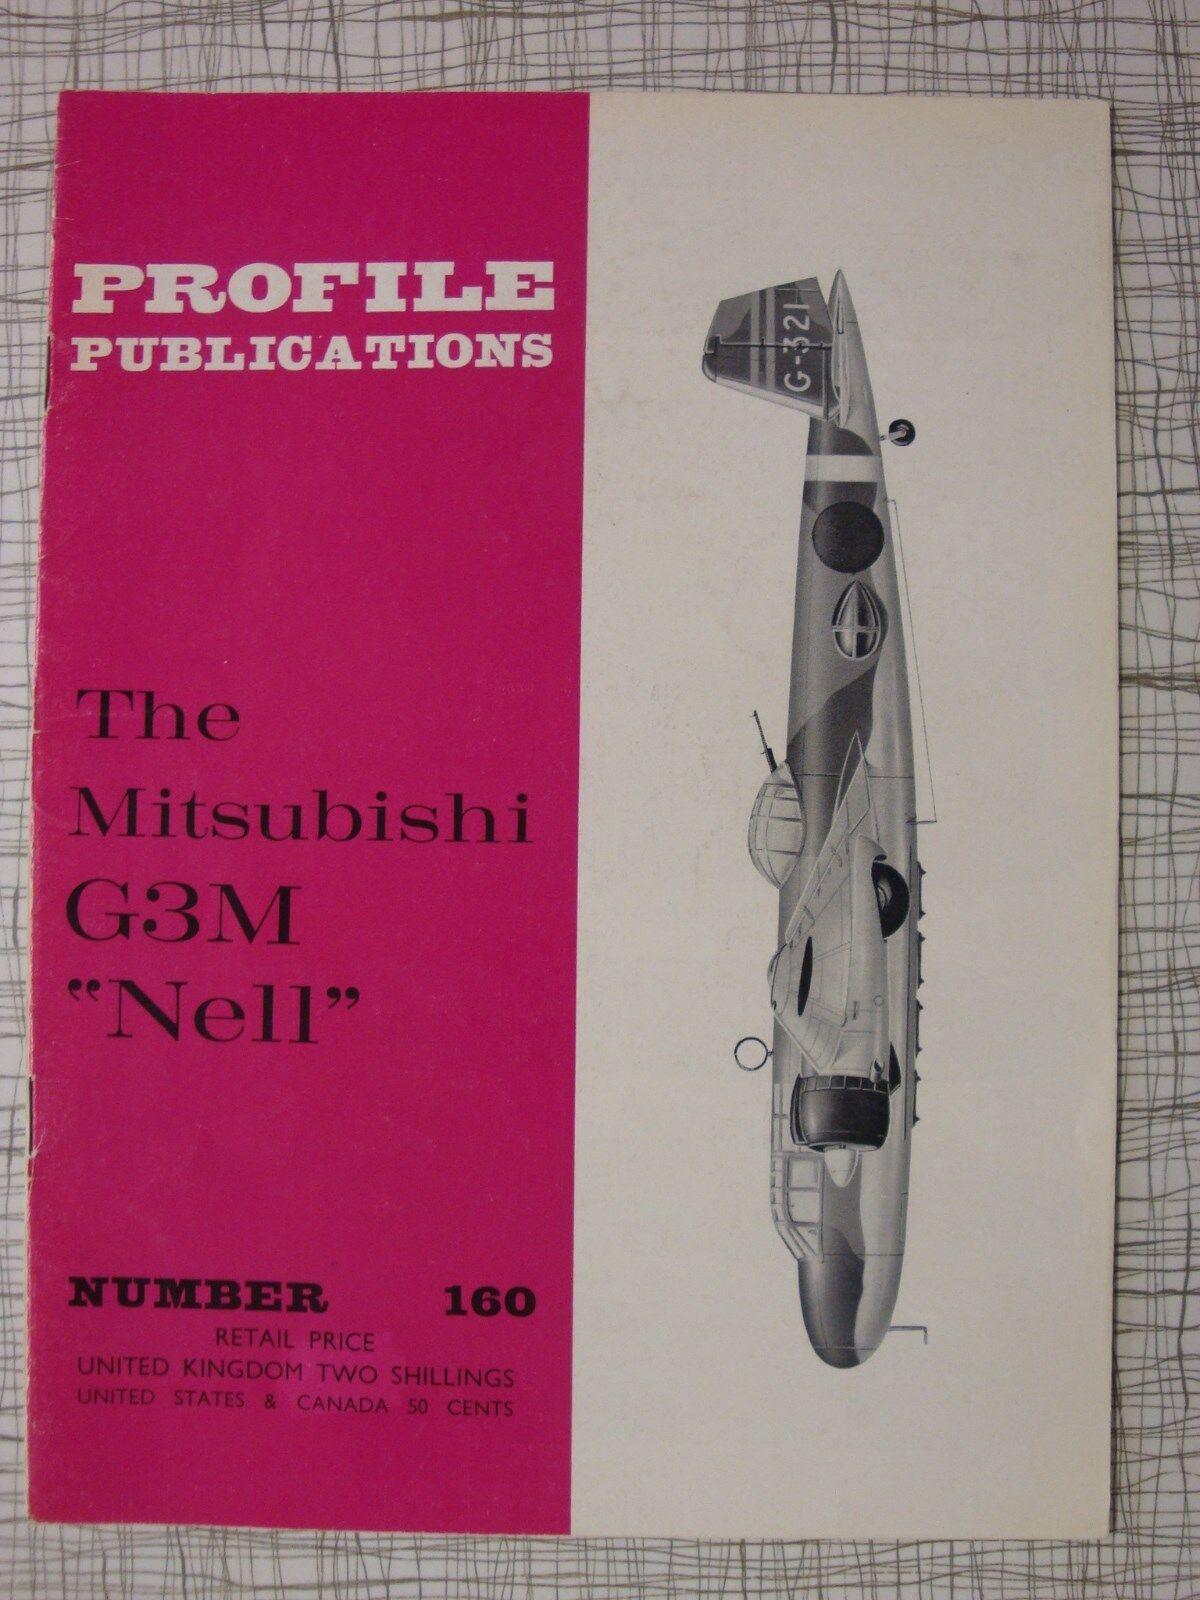 PROFILE
PUBLICATIONS
The
Mitsubishi
G3M
“Nell”
NUMBER 160
RETAIL PRICE
UNITED KINGDOM TWO SHILLINGS
UNITED STATES & CANADA 50 CENTS
G-321